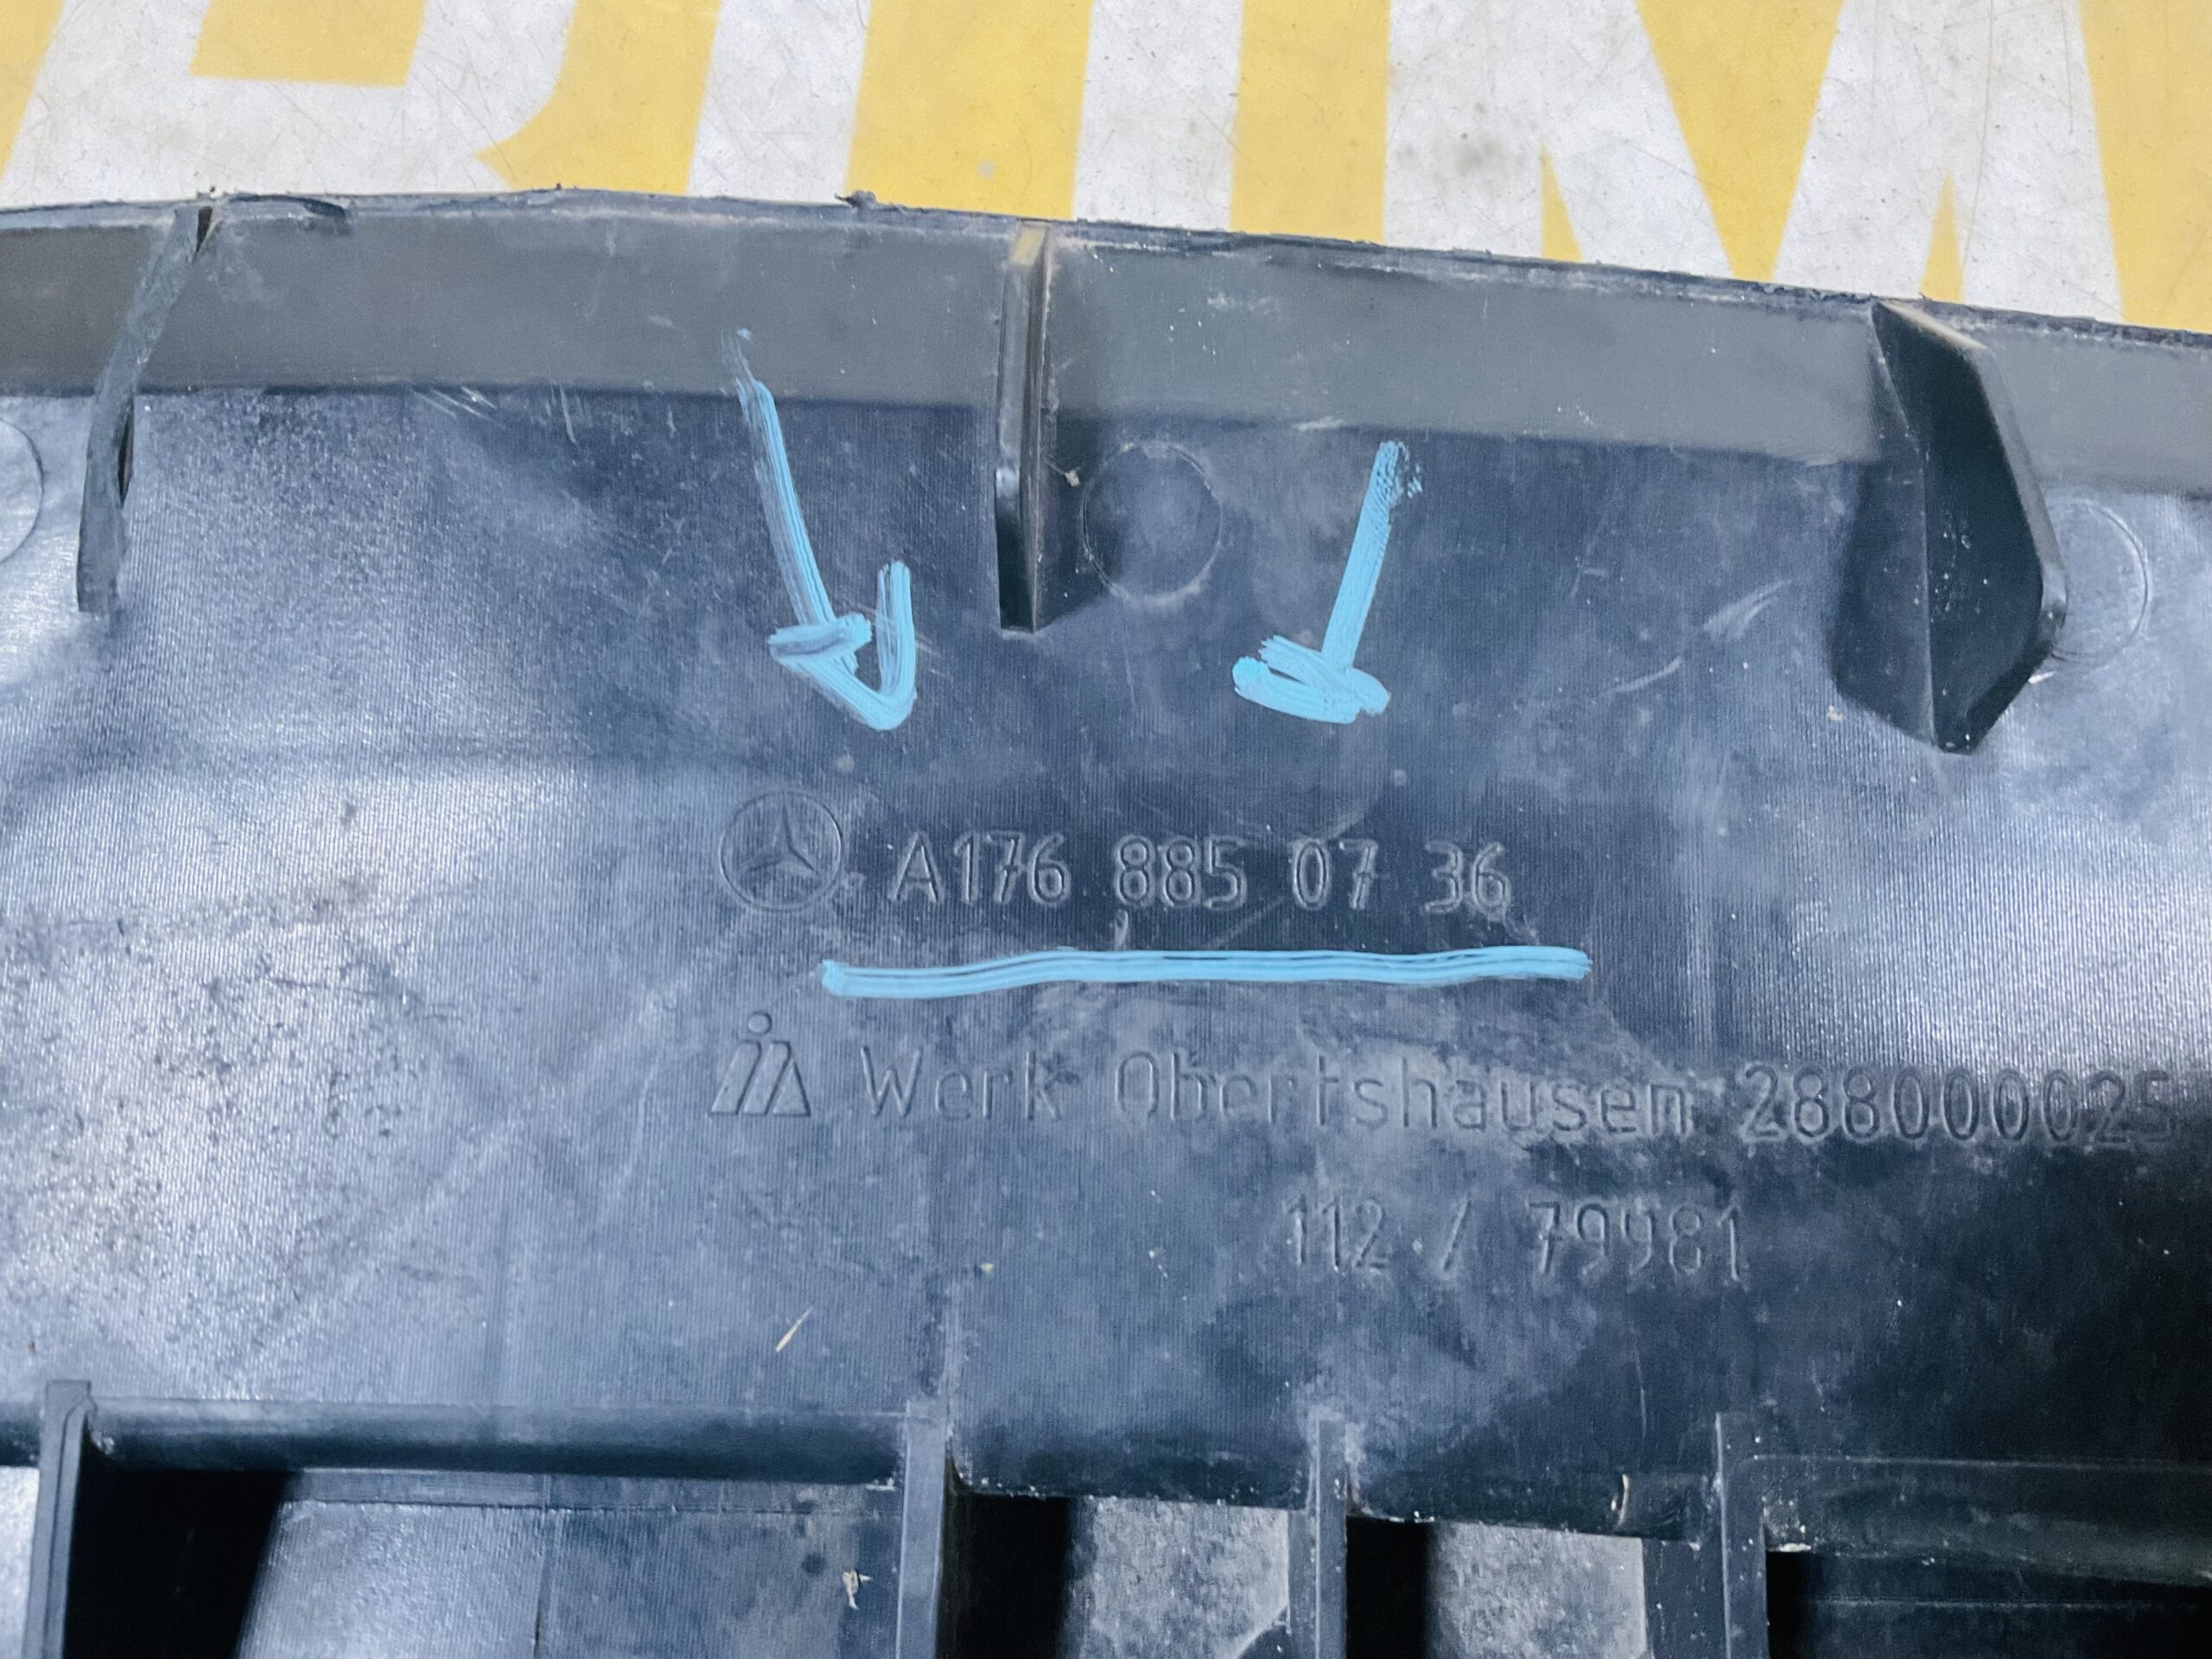 A176 885 07 36
Werk Obertshausen 288000025
112 / 79981